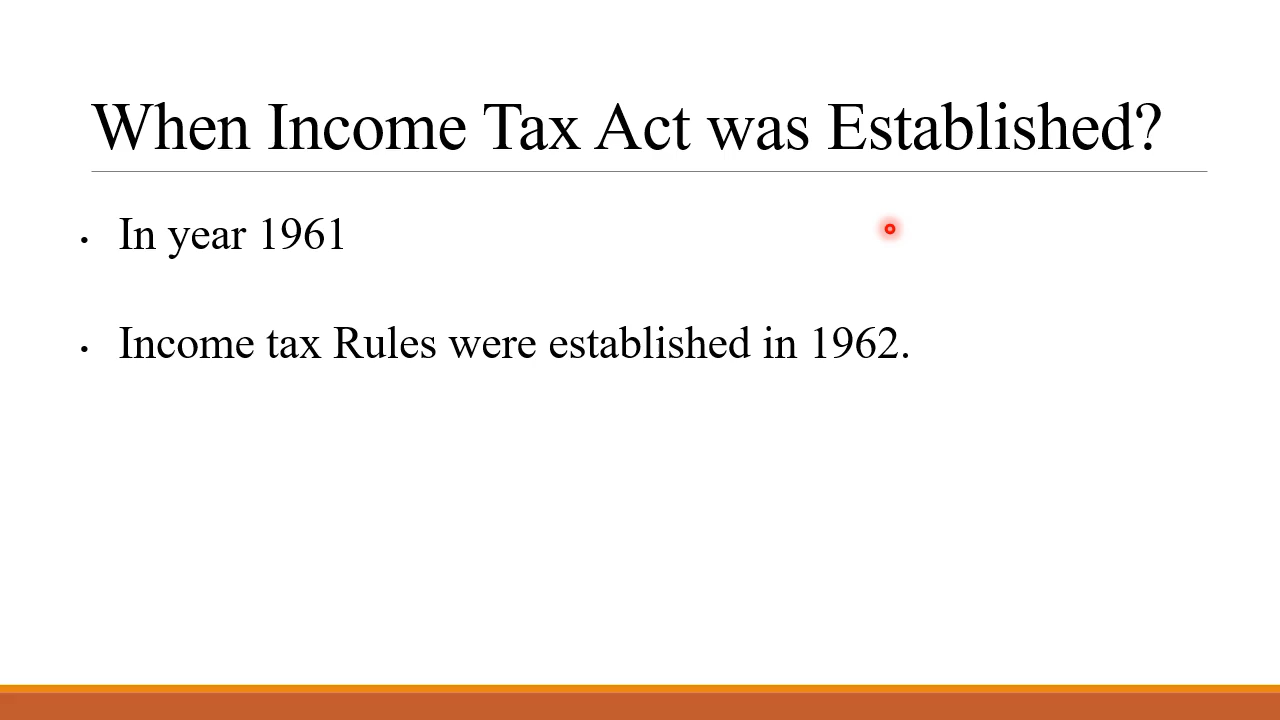 When Income Tax Act was Established?
• In year 1961
• Income tax Rules were established in 1962.